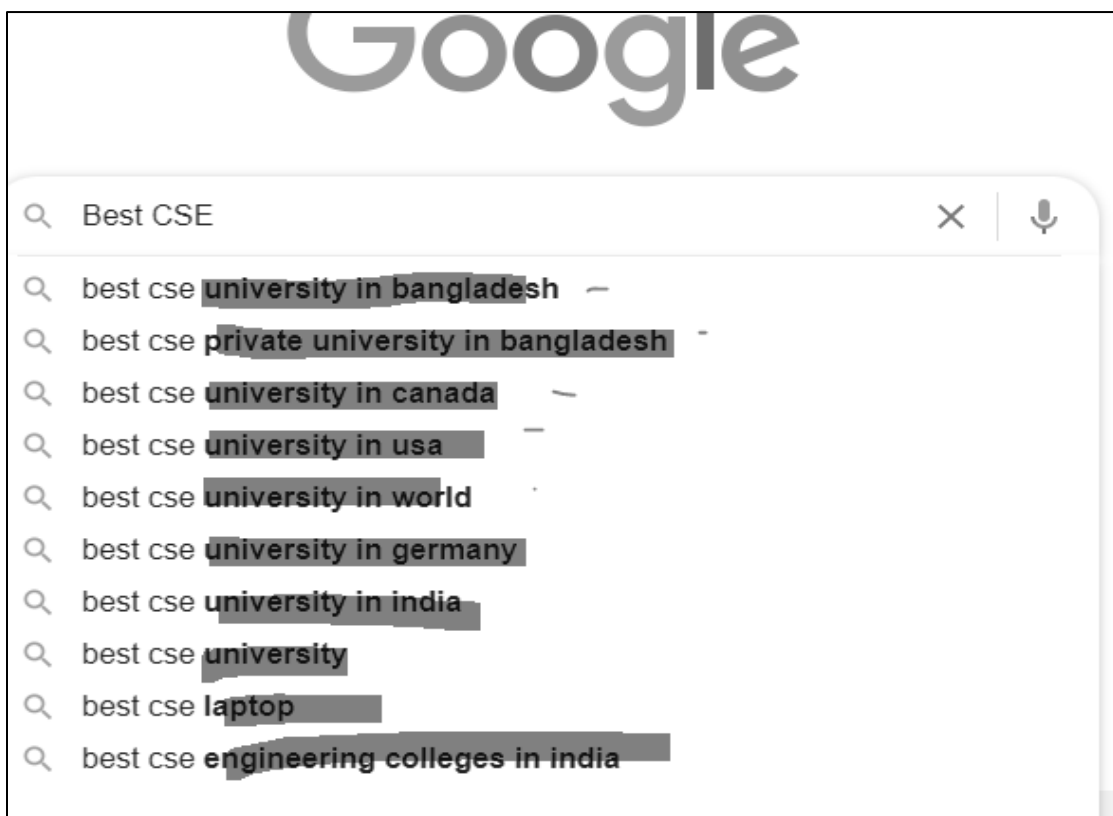 Google
Best CSE
best cse university in bangladesh
best cse private university in bangladesh
best cse university in canada
best cse university in usa
best cse university in world
best cse university in germany
best cse university in india
best cse university
best cse laptop
best cse engineering colleges in india